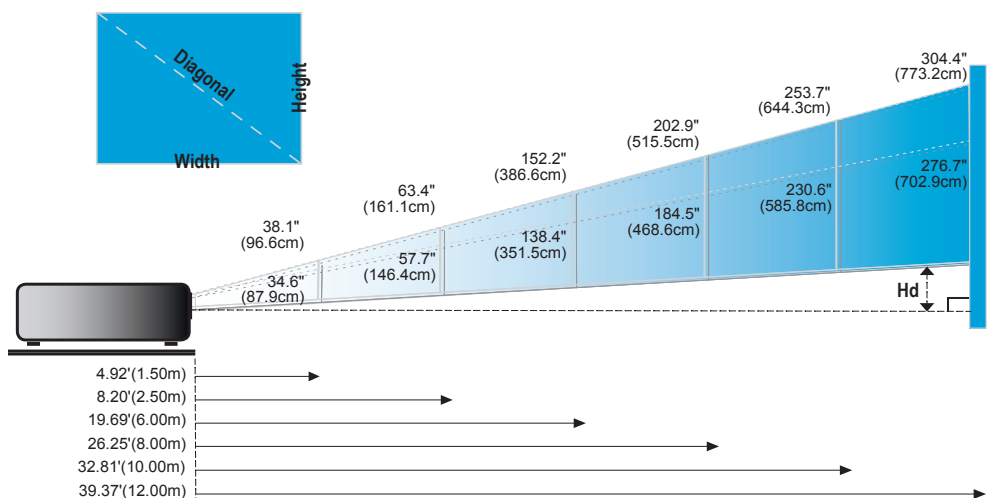 Diagonal
Height
Width
304.4"
(773.2cm)
253.7"
(644.3cm)
202.9"
(515.5cm)
152.2"
(386.6cm)
63.4"
(161.1cm)
38.1"
(96.6cm)
276.7"
(702.9cm)
230.6"
(585.8cm)
184.5"
(468.6cm)
138.4"
(351.5cm)
57.7"
(146.4cm)
34.6"
(87.9cm)
Hd
4.92'(1.50m)
8.20'(2.50m)
19.69'(6.00m)
26.25'(8.00m)
32.81'(10.00m)
39.37'(12.00m)